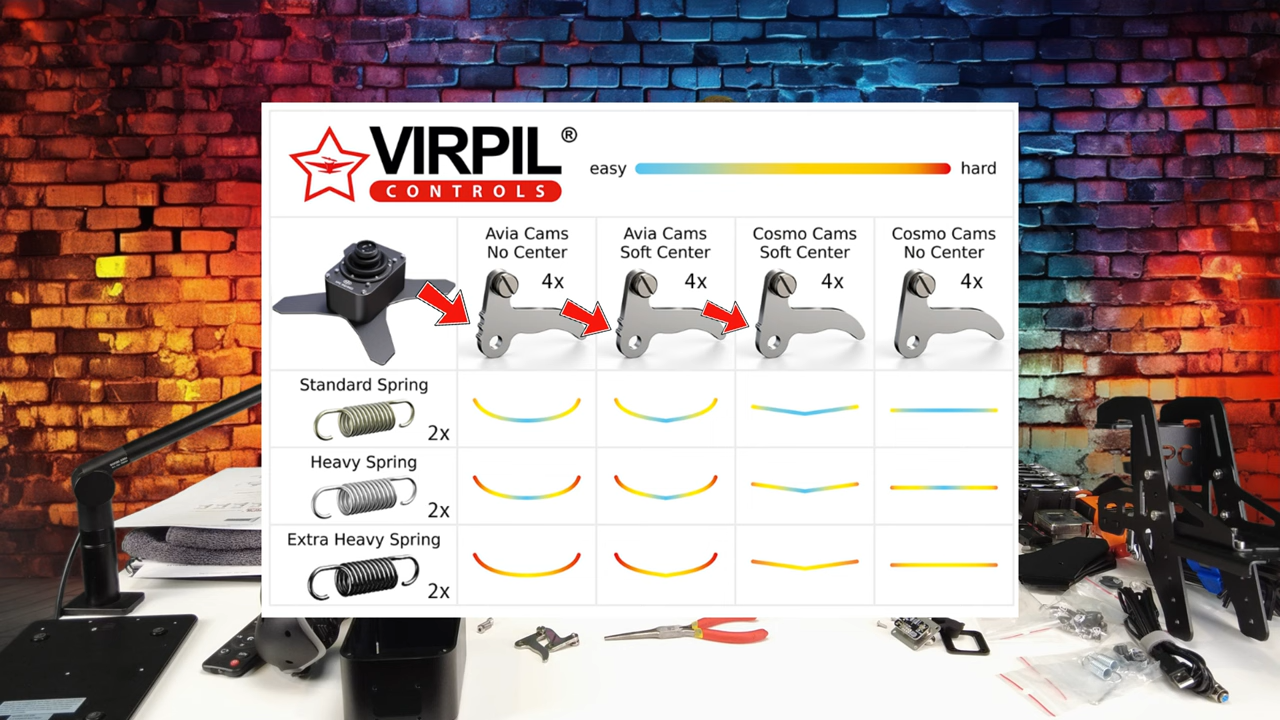 VIRPIL®
CONTROLS
easy
hard
Avia Cams
No Center
4x
Avia Cams
Soft Center
4x
Cosmo Cams
Soft Center
4x
Cosmo Cams
No Center
4x
Standard Spring
2x
Heavy Spring
2x
Extra Heavy Spring
2x